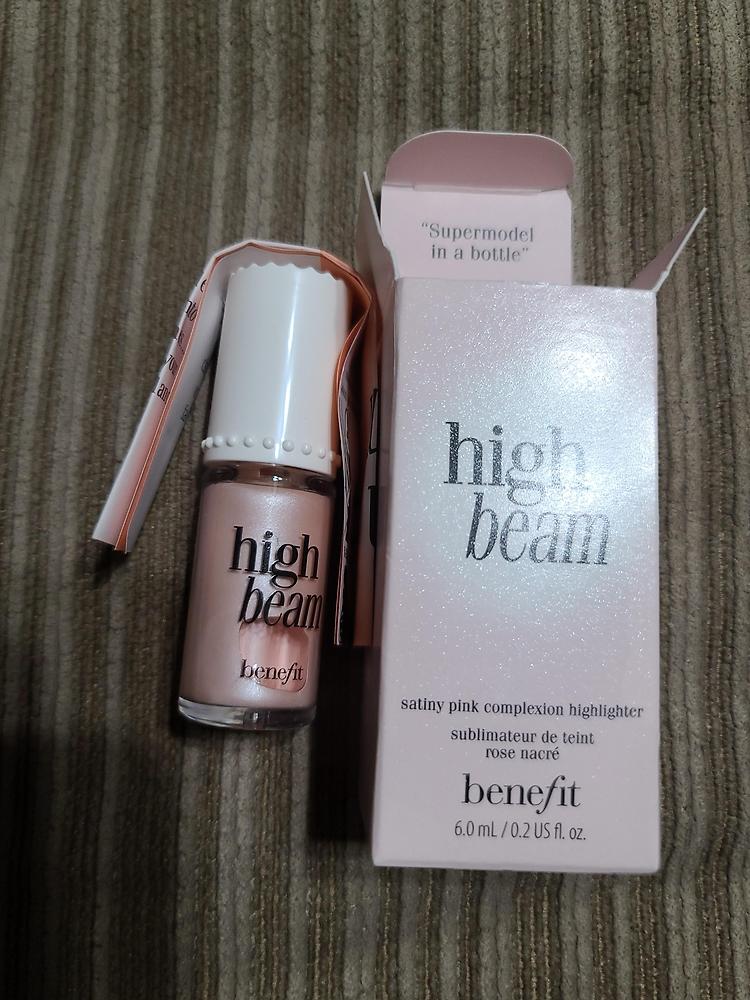 “Supermodel
in a bottle”
high
beam
satiny pink complexion highlighter
sublimateur de teint
rose nacré
benefit
6.0 mL / 0.2 US fl. oz.
high
beam
benefit